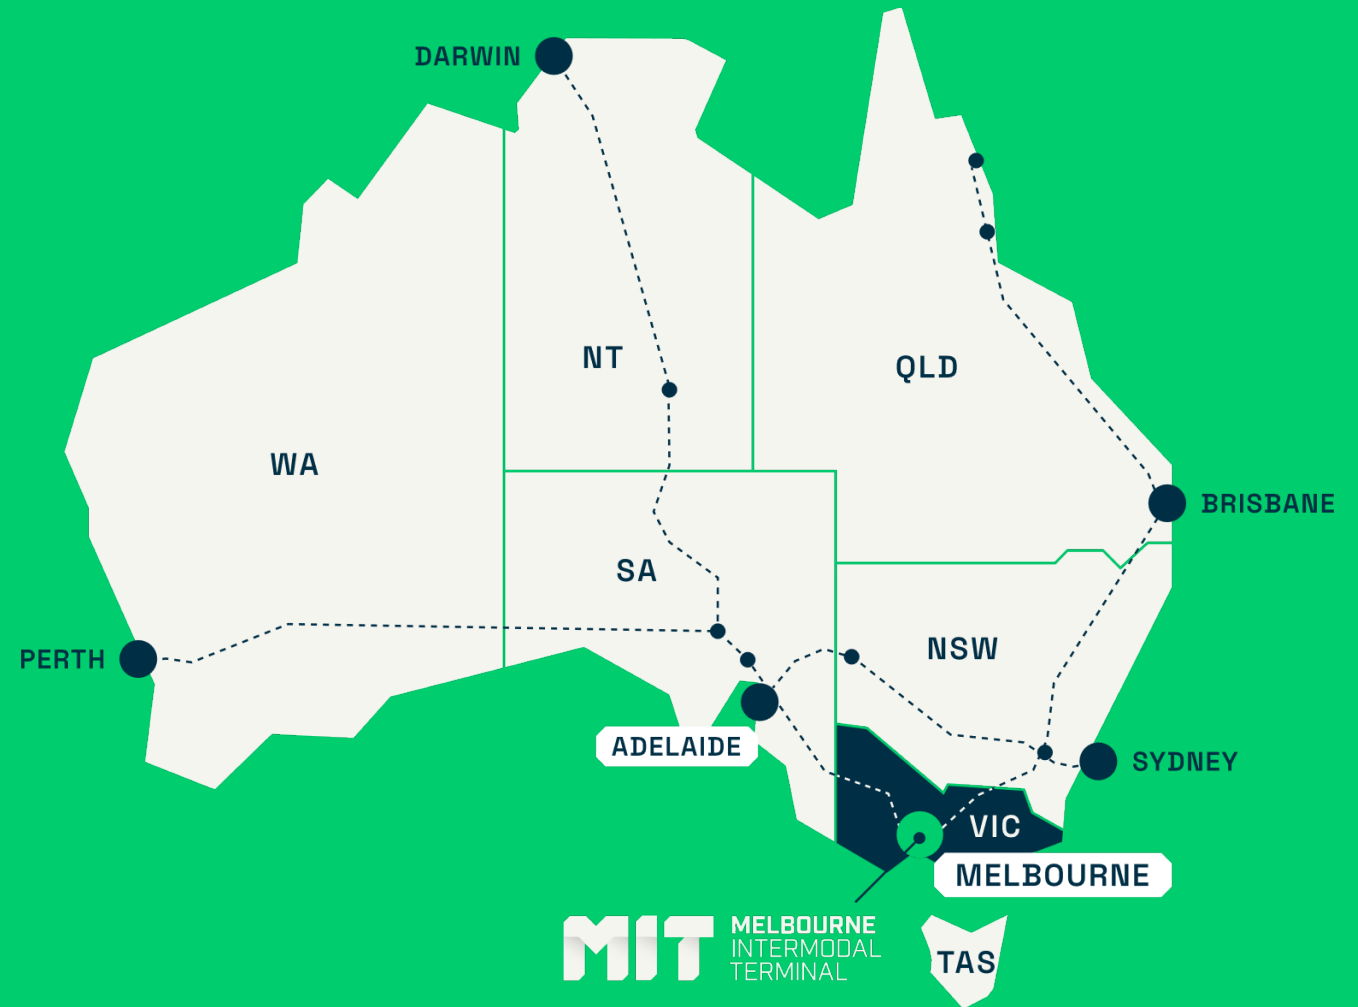 DARWIN
NT
QLD
WA
BRISBANE
SA
NSW
PERTH
ADELAIDE
SYDNEY
VIC
MELBOURNE
MIT
MELBOURNE
INTERMODAL
TERMINAL
TAS